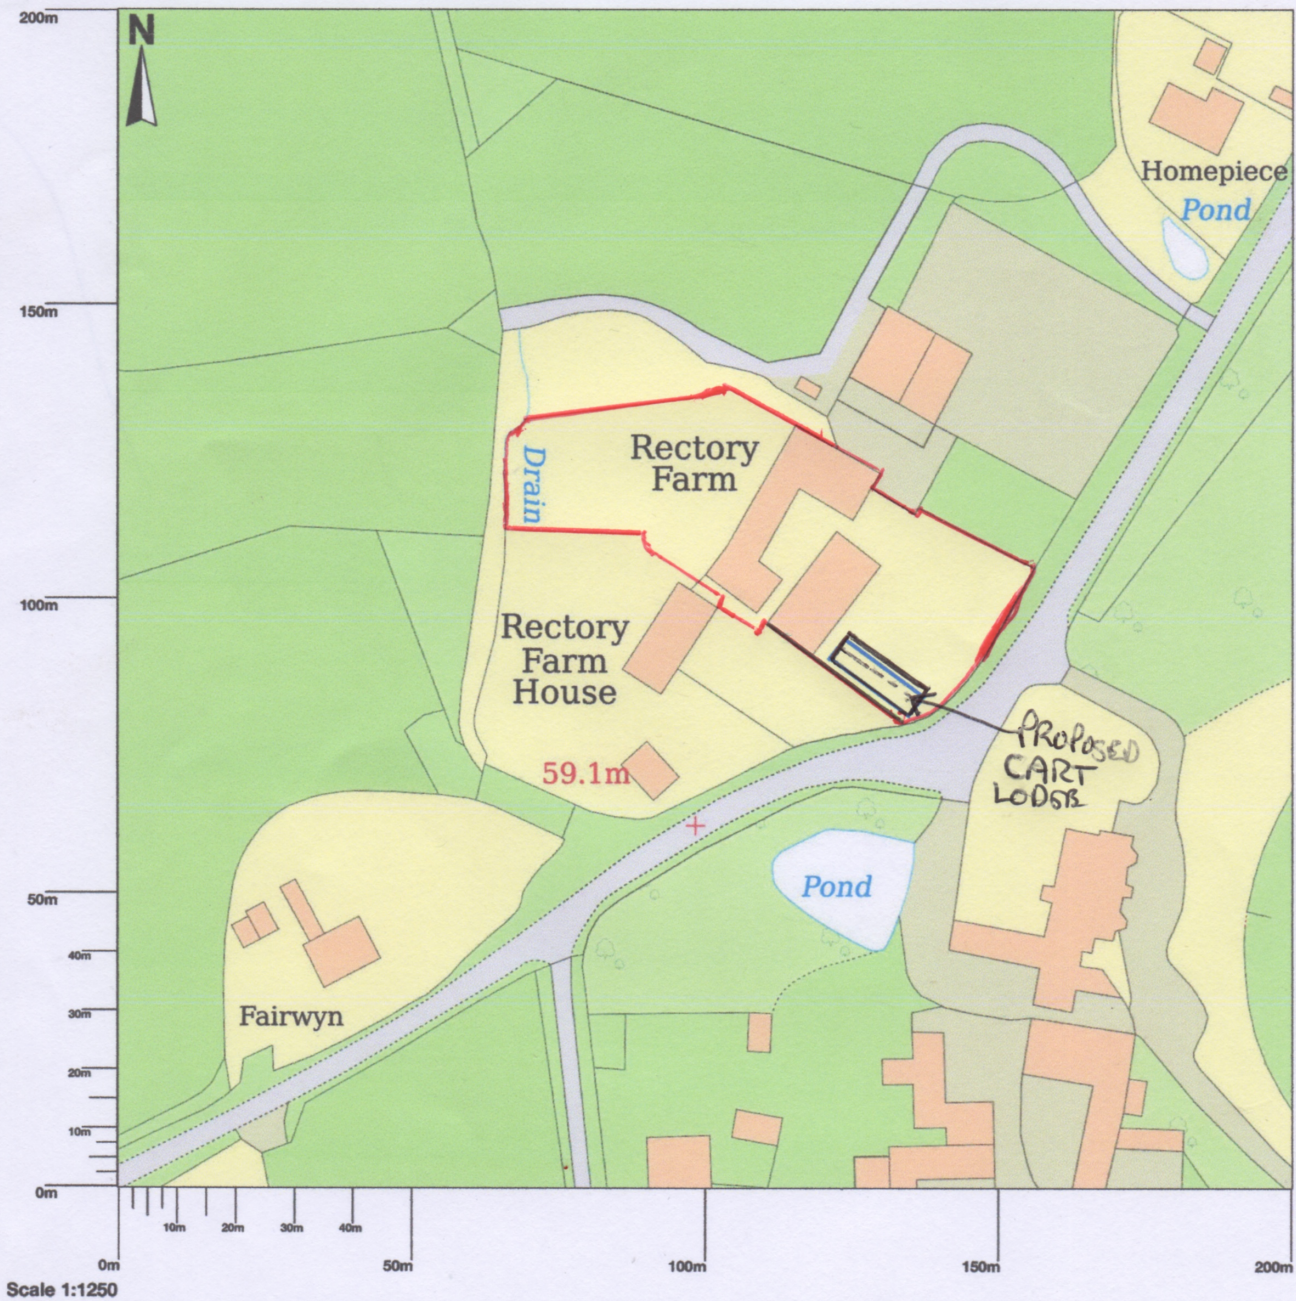 200m
N
Homepiece
Pond
150m
Rectory
Farm
Drain
100m
Rectory
Farm
House
PROPOSED
CART
LODGE
59.1m
50m
Pond
40m
30m
Fairwyn
20m
10m
0m
10m
20m
30m
40m
0m
50m
100m
150m
200m
Scale 1:1250